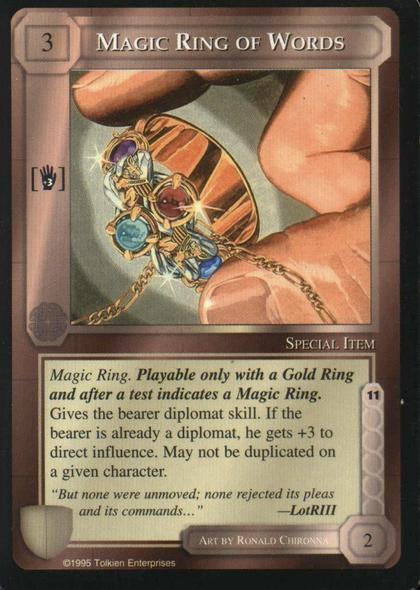 3
MAGIC RING OF WORDS
[+3]
SPECIAL ITEM
Magic Ring. Playable only with a Gold Ring
and after a test indicates a Magic Ring.
Gives the bearer diplomat skill. If the
bearer is already a diplomat, he gets +3 to
direct influence. May not be duplicated on
a given character.
11
"But none were unmoved; none rejected its pleas
and its commands..." —LotRIII
ART BY RONALD CHIRONNA
2
©1995 Tolkien Enterprises